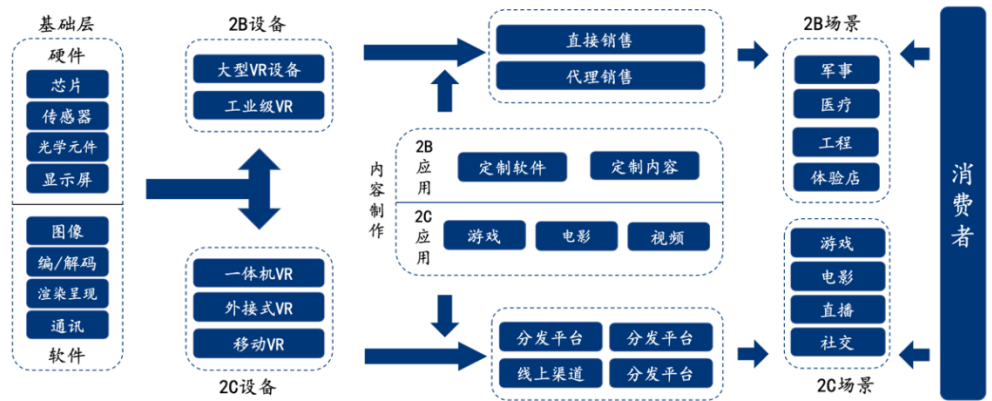 基础层
硬件
芯片
传感器
光学元件
显示屏
图像
编/解码
渲染呈现
通讯
软件
2B设备
大型VR设备
工业级VR
一体机VR
外接式VR
移动VR
2C设备
直接销售
代理销售
内容制作
2B应用
定制软件
定制内容
2C应用
游戏
电影
视频
分发平台
分发平台
线上渠道
分发平台
2B场景
军事
医疗
工程
体验店
游戏
电影
直播
社交
2C场景
消费者